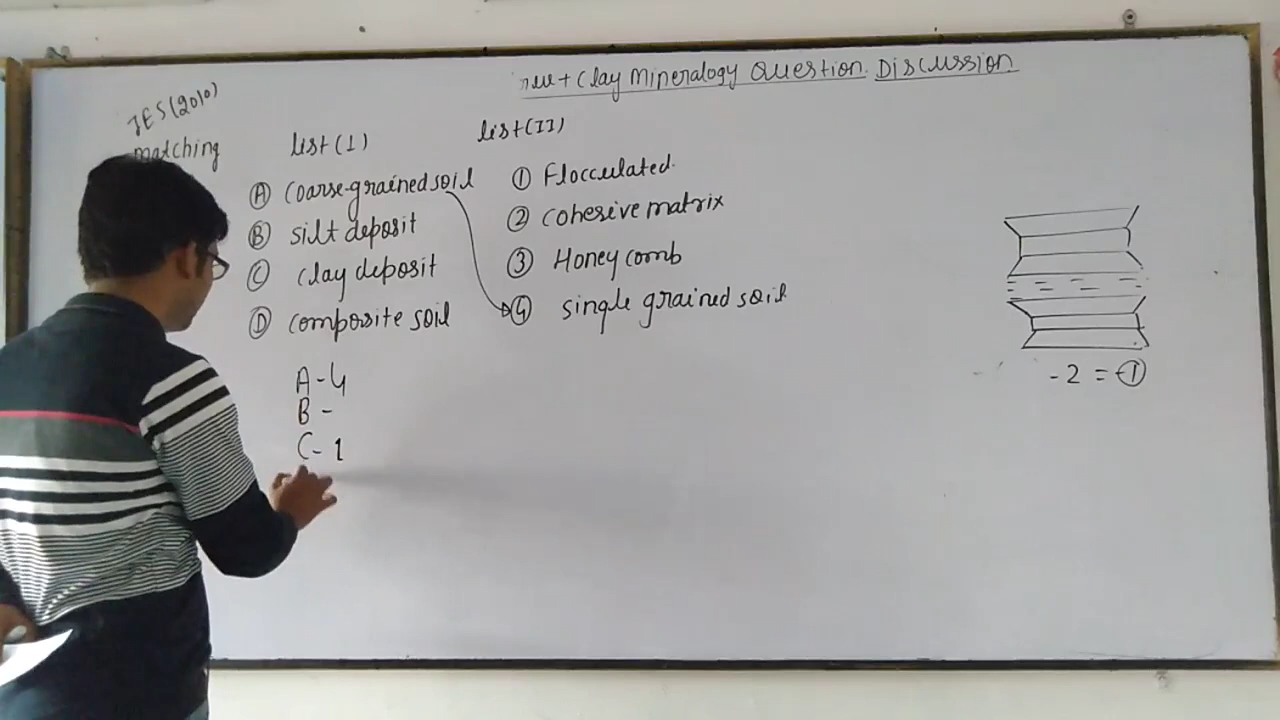 + Clay Mineralogy Question Discussion
IES(2010)
matching
list(I)
list(II)
A coarse-grained soil
1 Flocculated
B silt deposit
2 cohesive matrix
C clay deposit
3 Honey comb
D composite soil
4 single grained soil
A-4
B-
C-1
-2 = 1